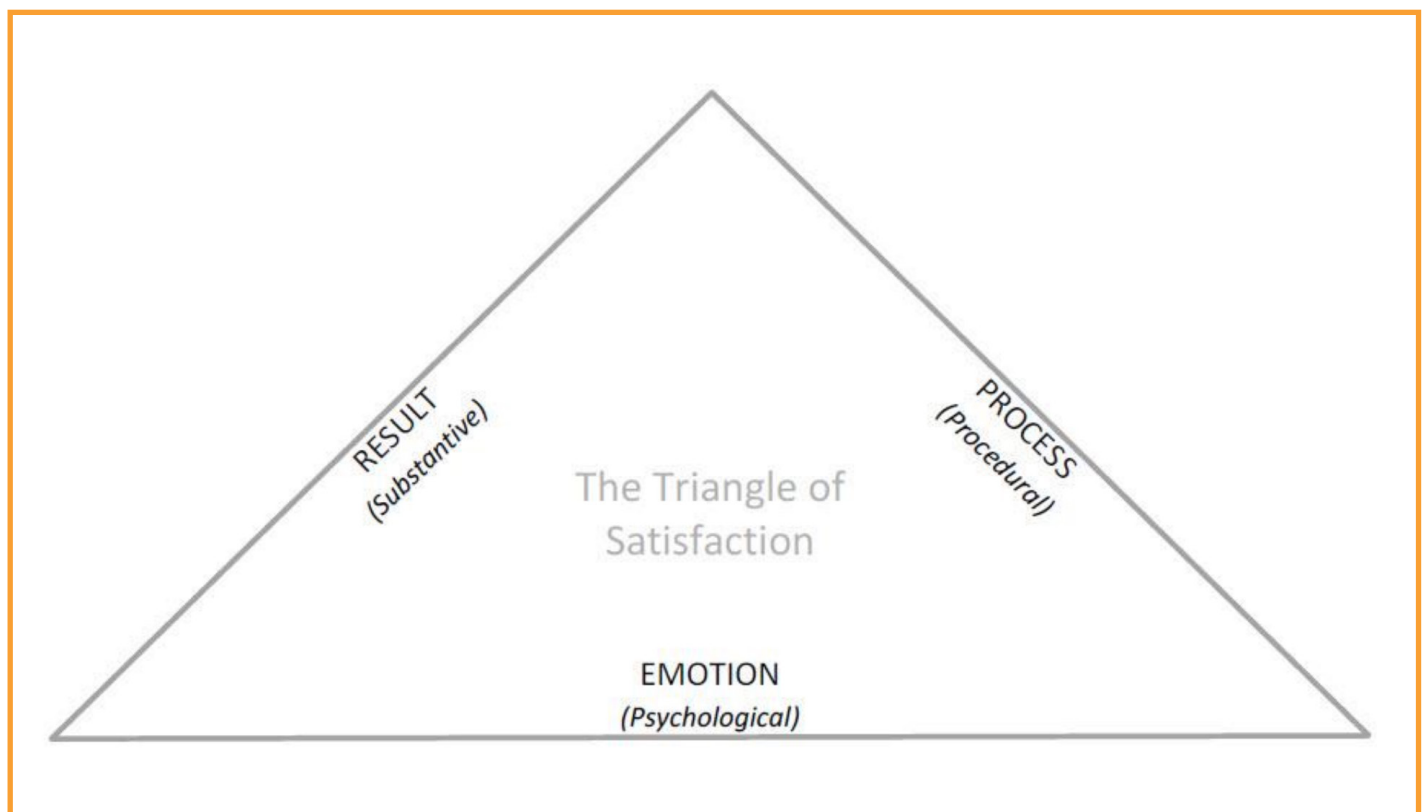 RESULT
(Substantive)
PROCESS
(Procedural)
The Triangle of
Satisfaction
EMOTION
(Psychological)